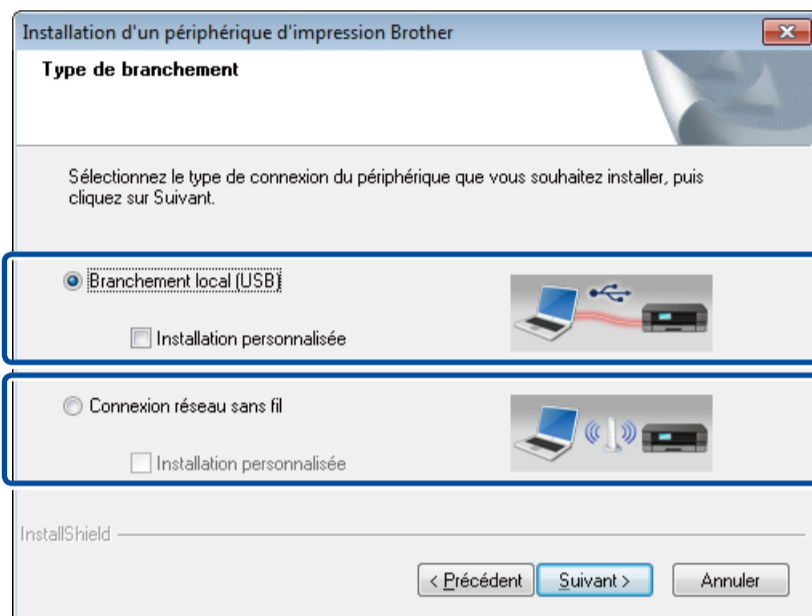 Installation d'un périphérique d'impression Brother
Type de branchement
Sélectionnez le type de connexion du périphérique que vous souhaitez installer, puis
cliquez sur Suivant.
Branchement local (USB)
Installation personnalisée
Connexion réseau sans fil
Installation personnalisée
InstallShield
< Précédent Suivant > Annuler